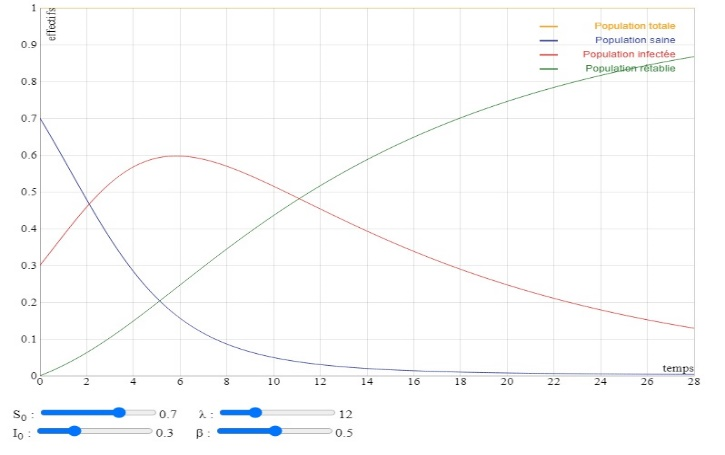 effectifs
Population totale
Population saine
Population infectée
Population rétablie
1
0.9
0.8
0.7
0.6
0.5
0.4
0.3
0.2
0.1
0
temps
0 2 4 6 8 10 12 14 16 18 20 22 24 26 28
S0 : 0.7 λ : 12
I0 : 0.3 β : 0.5